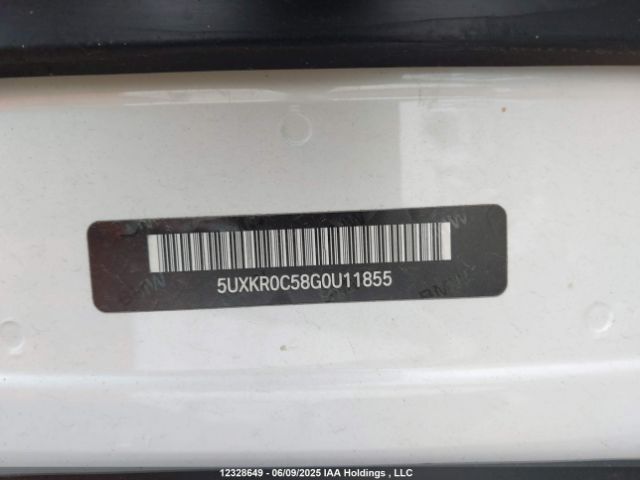 5UXKR0C58G0U11855
12328649 - 06/09/2025 IAA Holdings , LLC